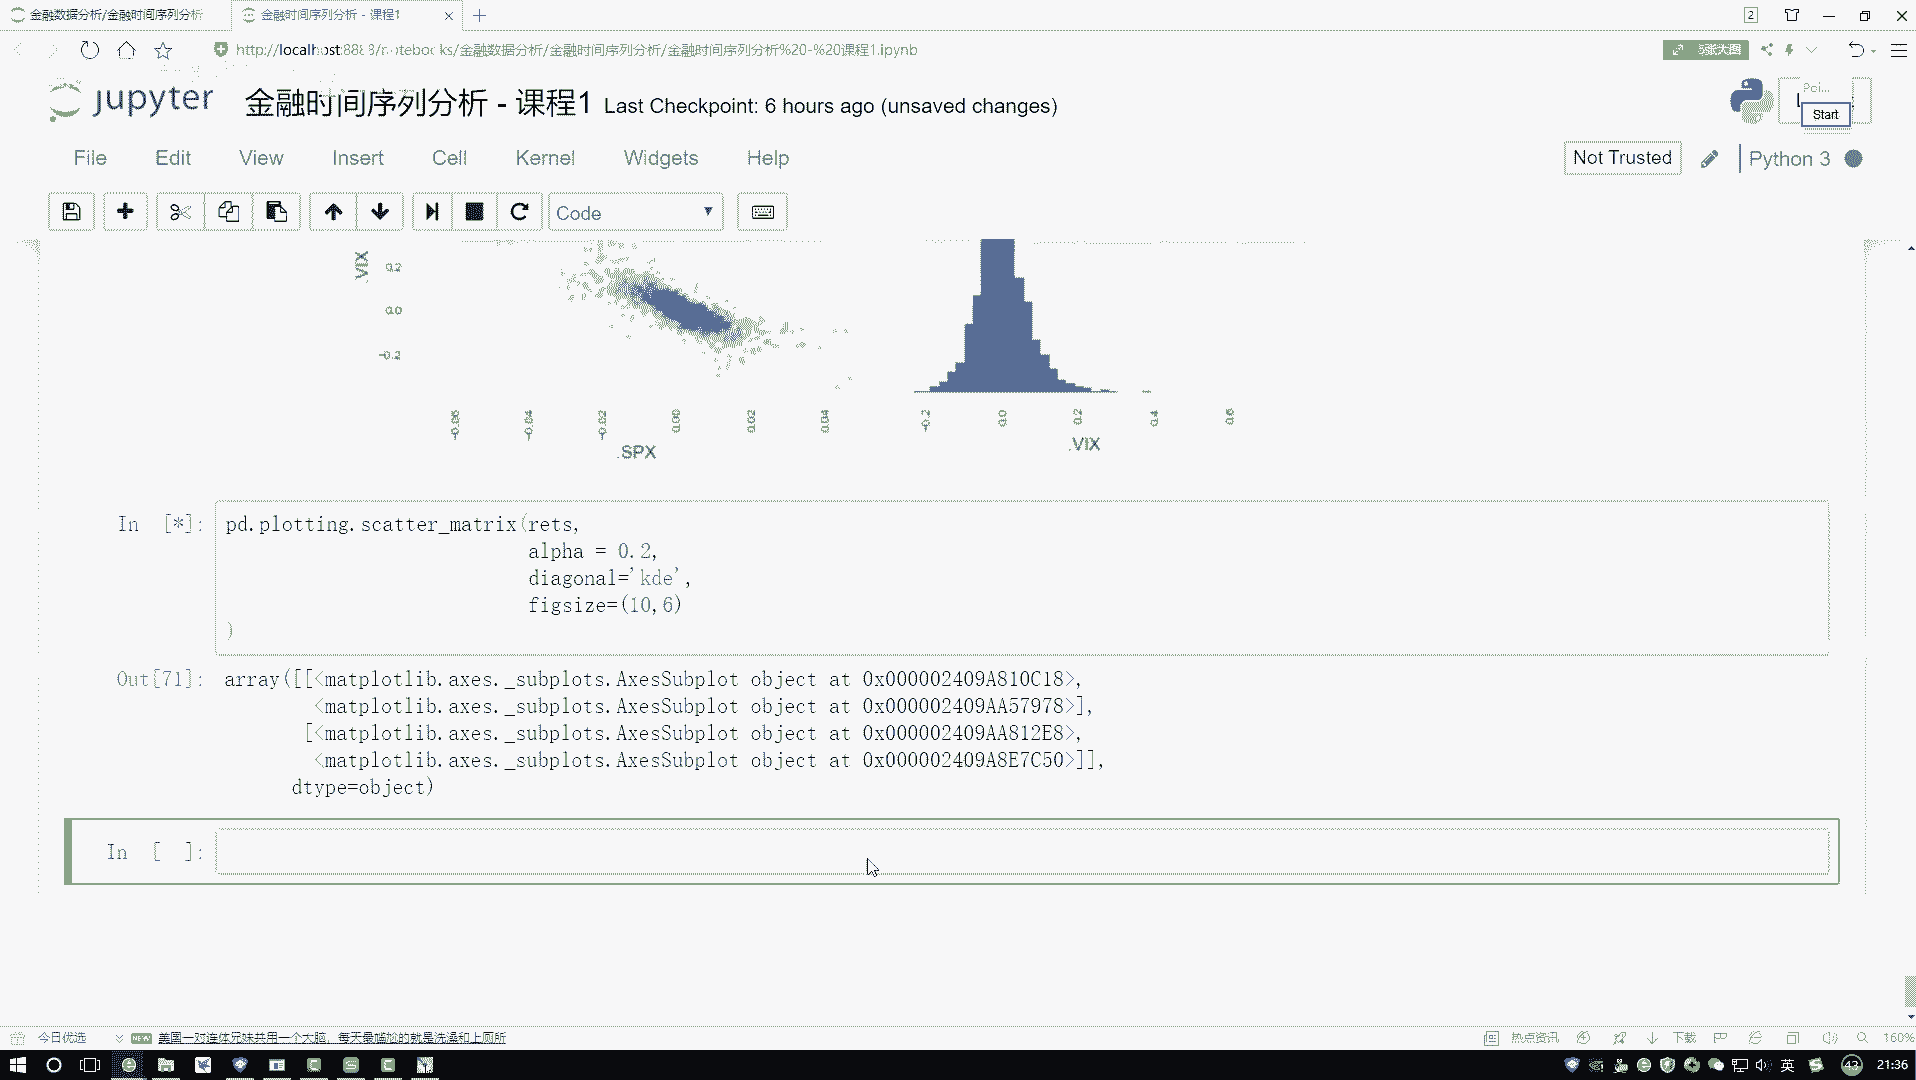 金融数据分析/金融时间序列分析
金融时间序列分析 - 课程1
2
金融数据分析/金融时间序列分析/金融时间序列分析%20-%20课程1.ipynb
jupyter 金融时间序列分析 - 课程1 Last Checkpoint: 6 hours ago (unsaved changes)
Poi...
Start
File Edit View Insert Cell Kernel Widgets Help
Not Trusted
Python 3
Code
.VIX
0.2
0.0
-0.2
-0.06 -0.04 -0.02 0.00 0.02 0.04
-0.2 0.0 0.2 0.4 0.6
.SPX
.VIX
In [*]:
pd.plotting.scatter_matrix(rets,
alpha = 0.2,
diagonal='kde',
figsize=(10,6)
)
Out[71]: array([[<matplotlib.axes._subplots.AxesSubplot object at 0x000002409A810C18>,
<matplotlib.axes._subplots.AxesSubplot object at 0x000002409AA57978>],
[<matplotlib.axes._subplots.AxesSubplot object at 0x000002409AA812E8>,
<matplotlib.axes._subplots.AxesSubplot object at 0x000002409A8E7C50>]],
dtype=object)
In [ ]:
今日优选
NEW
美国一对连体兄妹共用一个大脑，每天最尴尬的就是洗澡和上厕所
热点资讯
下载
160%
英
43
21:36